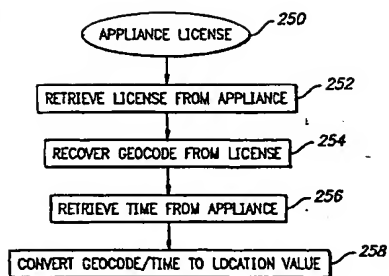 250
APPLIANCE LICENSE
252
RETRIEVE LICENSE FROM APPLIANCE
254
RECOVER GEOCODE FROM LICENSE
256
RETRIEVE TIME FROM APPLIANCE
258
CONVERT GEOCODE/TIME TO LOCATION VALUE